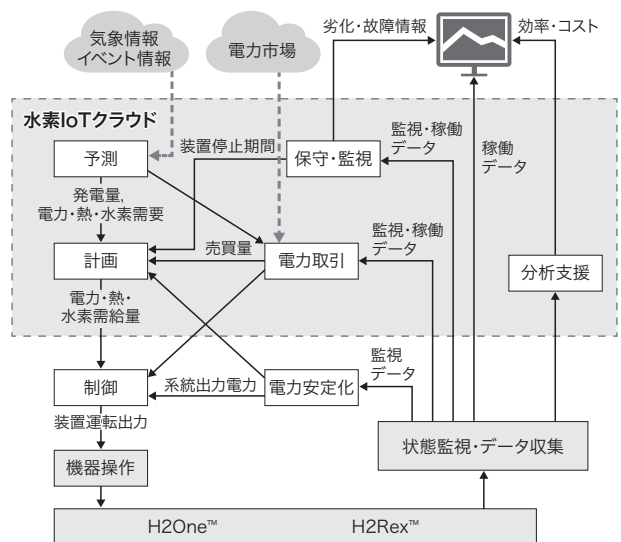 気象情報
イベント情報
電力市場
劣化・故障情報
効率・コスト
水素IoTクラウド
予測
装置停止期間
保守・監視
監視・稼働
データ
稼働
データ
発電量,
電力・熱・水素需要
計画
売買量
電力取引
監視・稼働
データ
分析支援
電力・熱・
水素需給量
制御
系統出力電力
電力安定化
監視
データ
装置運転出力
機器操作
状態監視・データ収集
H2One™
H2Rex™